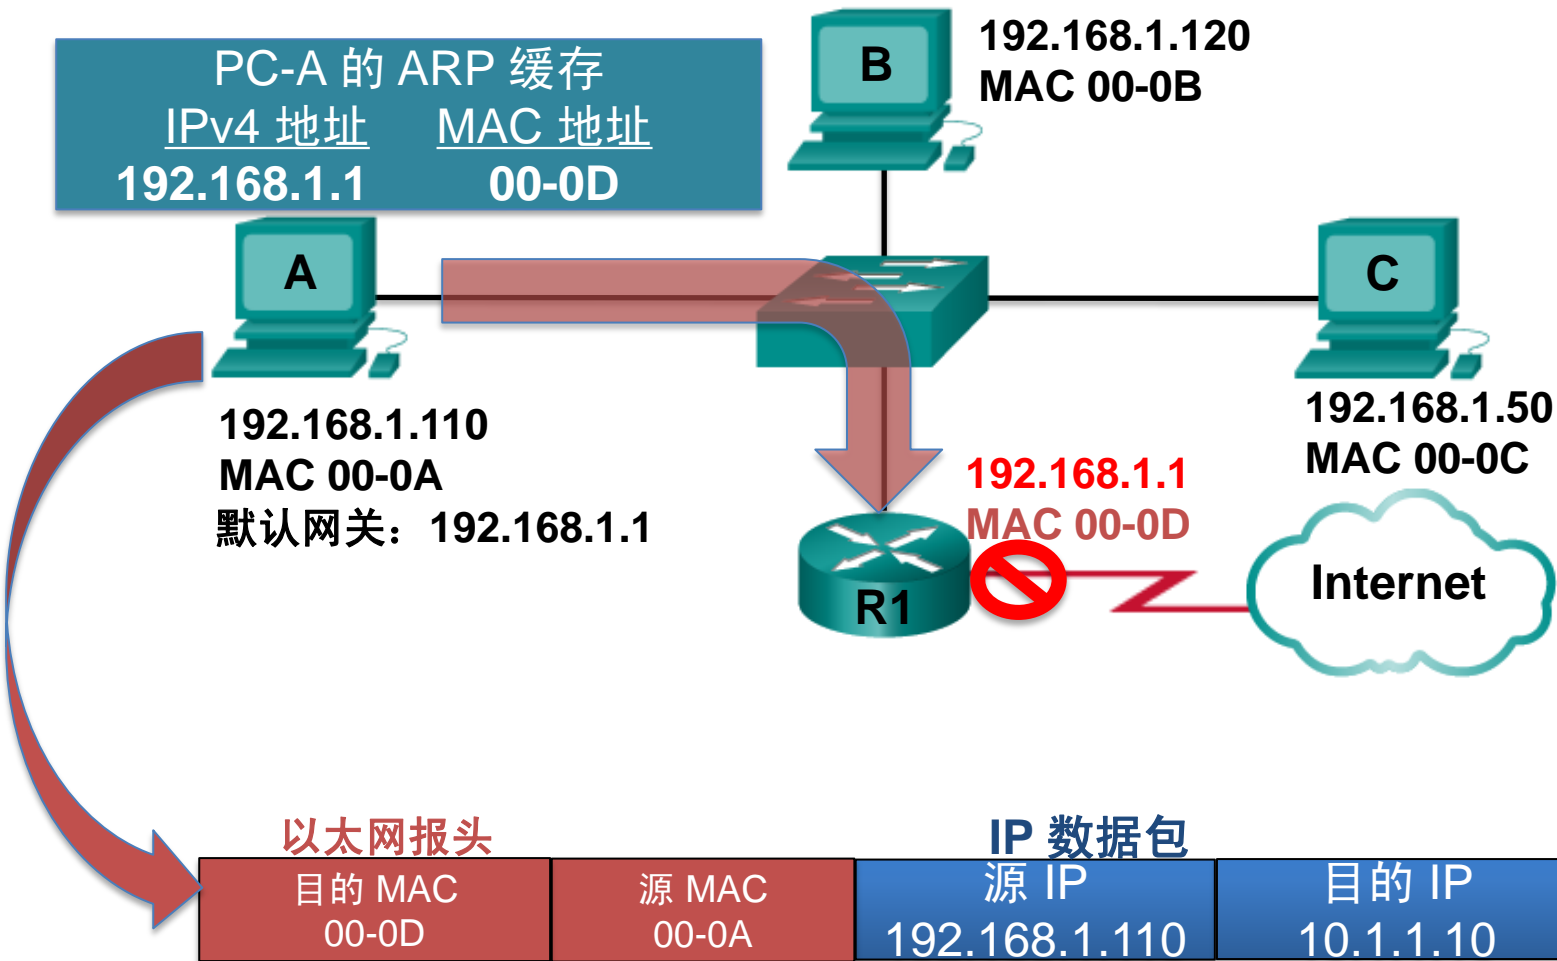 PC-A 的 ARP 缓存
IPv4 地址 MAC 地址
192.168.1.1 00-0D
B
192.168.1.120
MAC 00-0B
A
C
192.168.1.110
MAC 00-0A
默认网关：192.168.1.1
192.168.1.50
MAC 00-0C
192.168.1.1
MAC 00-0D
R1
Internet
以太网报头
IP 数据包
目的 MAC
00-0D
源 MAC
00-0A
源 IP
192.168.1.110
目的 IP
10.1.1.10